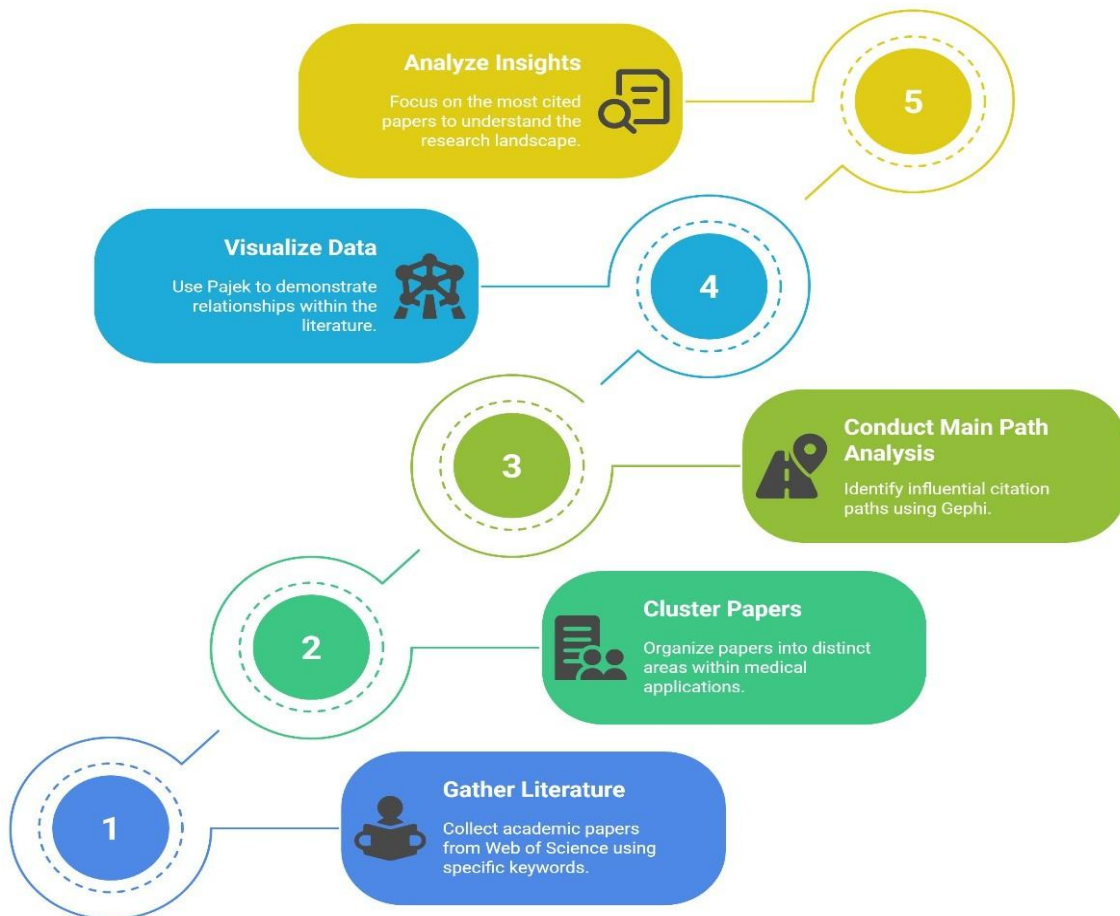 Analyze Insights
Focus on the most cited
papers to understand the
research landscape.
5
Visualize Data
Use Pajek to demonstrate
relationships within the
literature.
4
3
Conduct Main Path
Analysis
Identify influential citation
paths using Gephi.
2
Cluster Papers
Organize papers into distinct
areas within medical
applications.
1
Gather Literature
Collect academic papers
from Web of Science using
specific keywords.